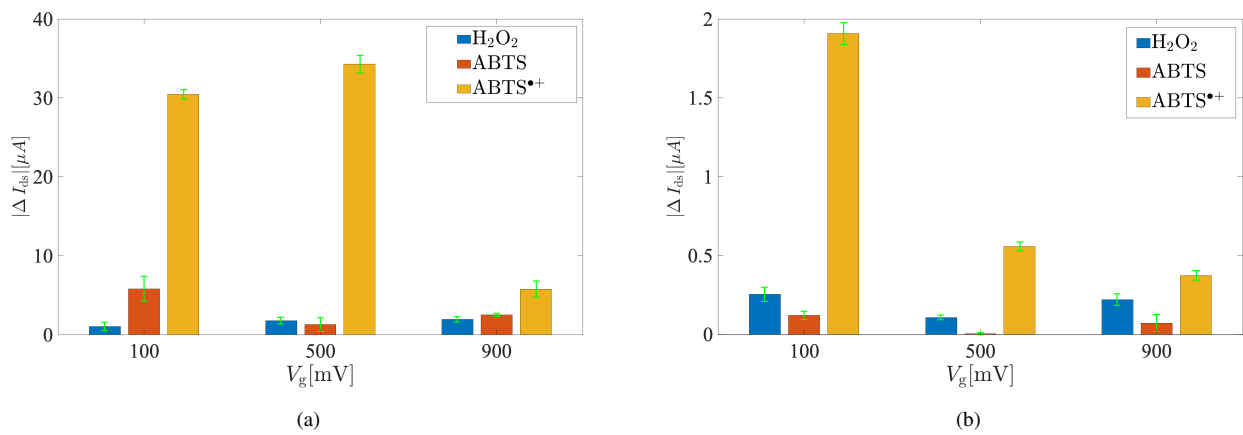 40
30
20
10
0
|Δ I_ds|[μA]
100 500 900
V_g[mV]
H₂O₂
ABTS
ABTS•⁺
(a)
2
1.5
1
0.5
0
|Δ I_ds|[μA]
100 500 900
V_g[mV]
H₂O₂
ABTS
ABTS•⁺
(b)